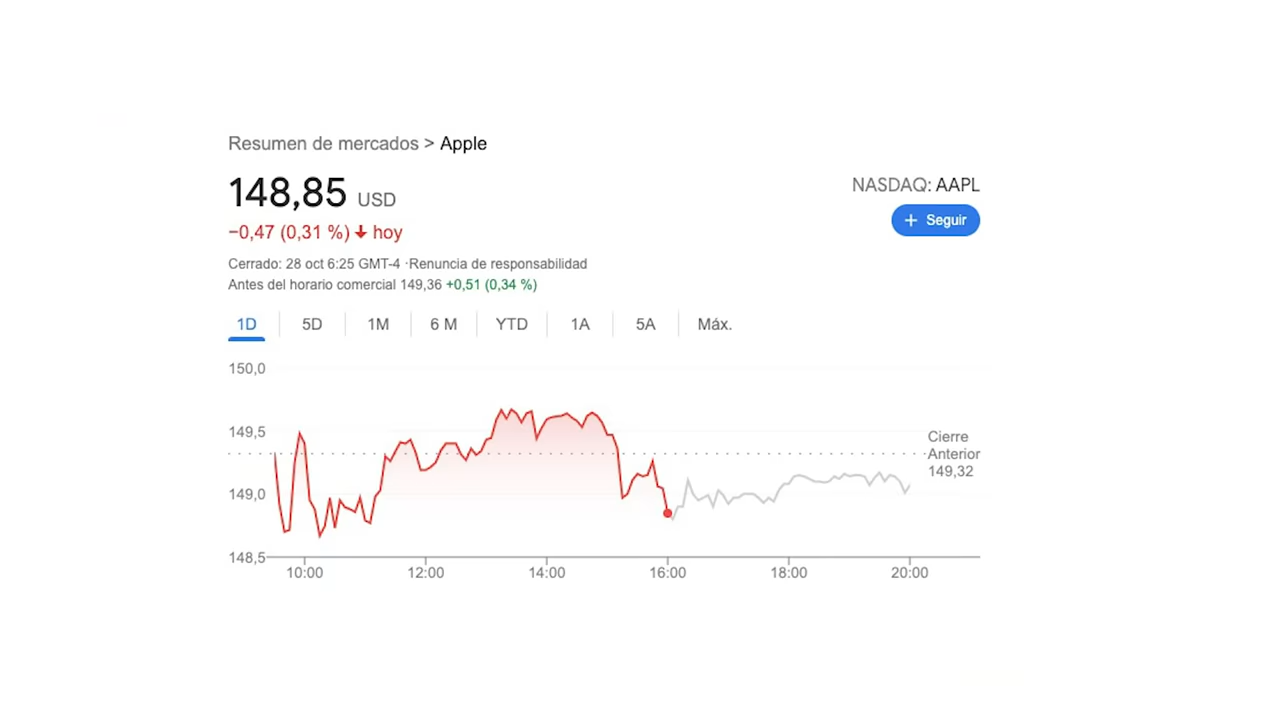 Resumen de mercados > Apple
148,85 USD
NASDAQ: AAPL
−0,47 (0,31 %) ↓ hoy
+ Seguir
Cerrado: 28 oct 6:25 GMT-4 ·Renuncia de responsabilidad
Antes del horario comercial 149,36 +0,51 (0,34 %)
1D 5D 1M 6 M YTD 1A 5A Máx.
150,0
149,5
149,0
148,5
Cierre
Anterior
149,32
10:00 12:00 14:00 16:00 18:00 20:00